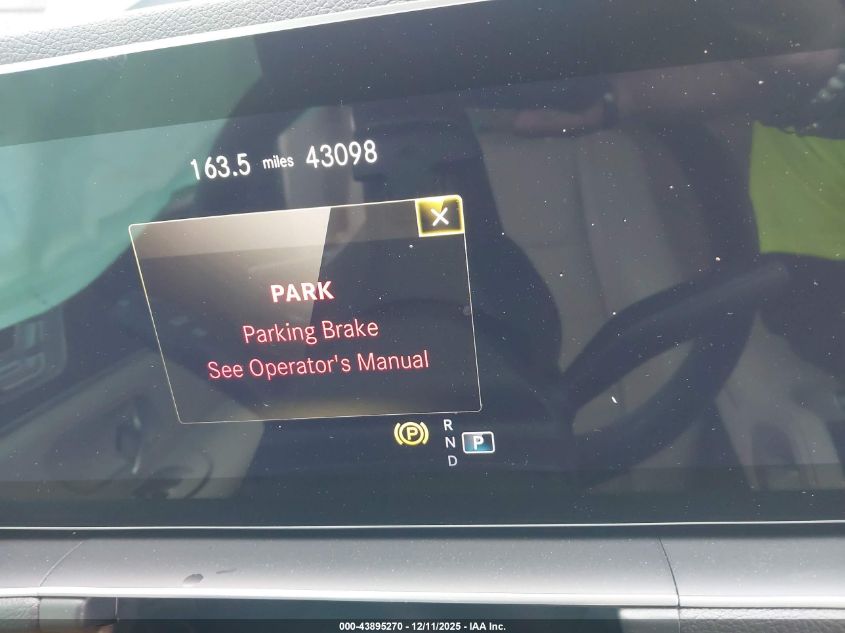 163.5 miles 43098
X
PARK
Parking Brake
See Operator's Manual
P
R
N P
D
000-43895270 - 12/11/2025 - IAA Inc.